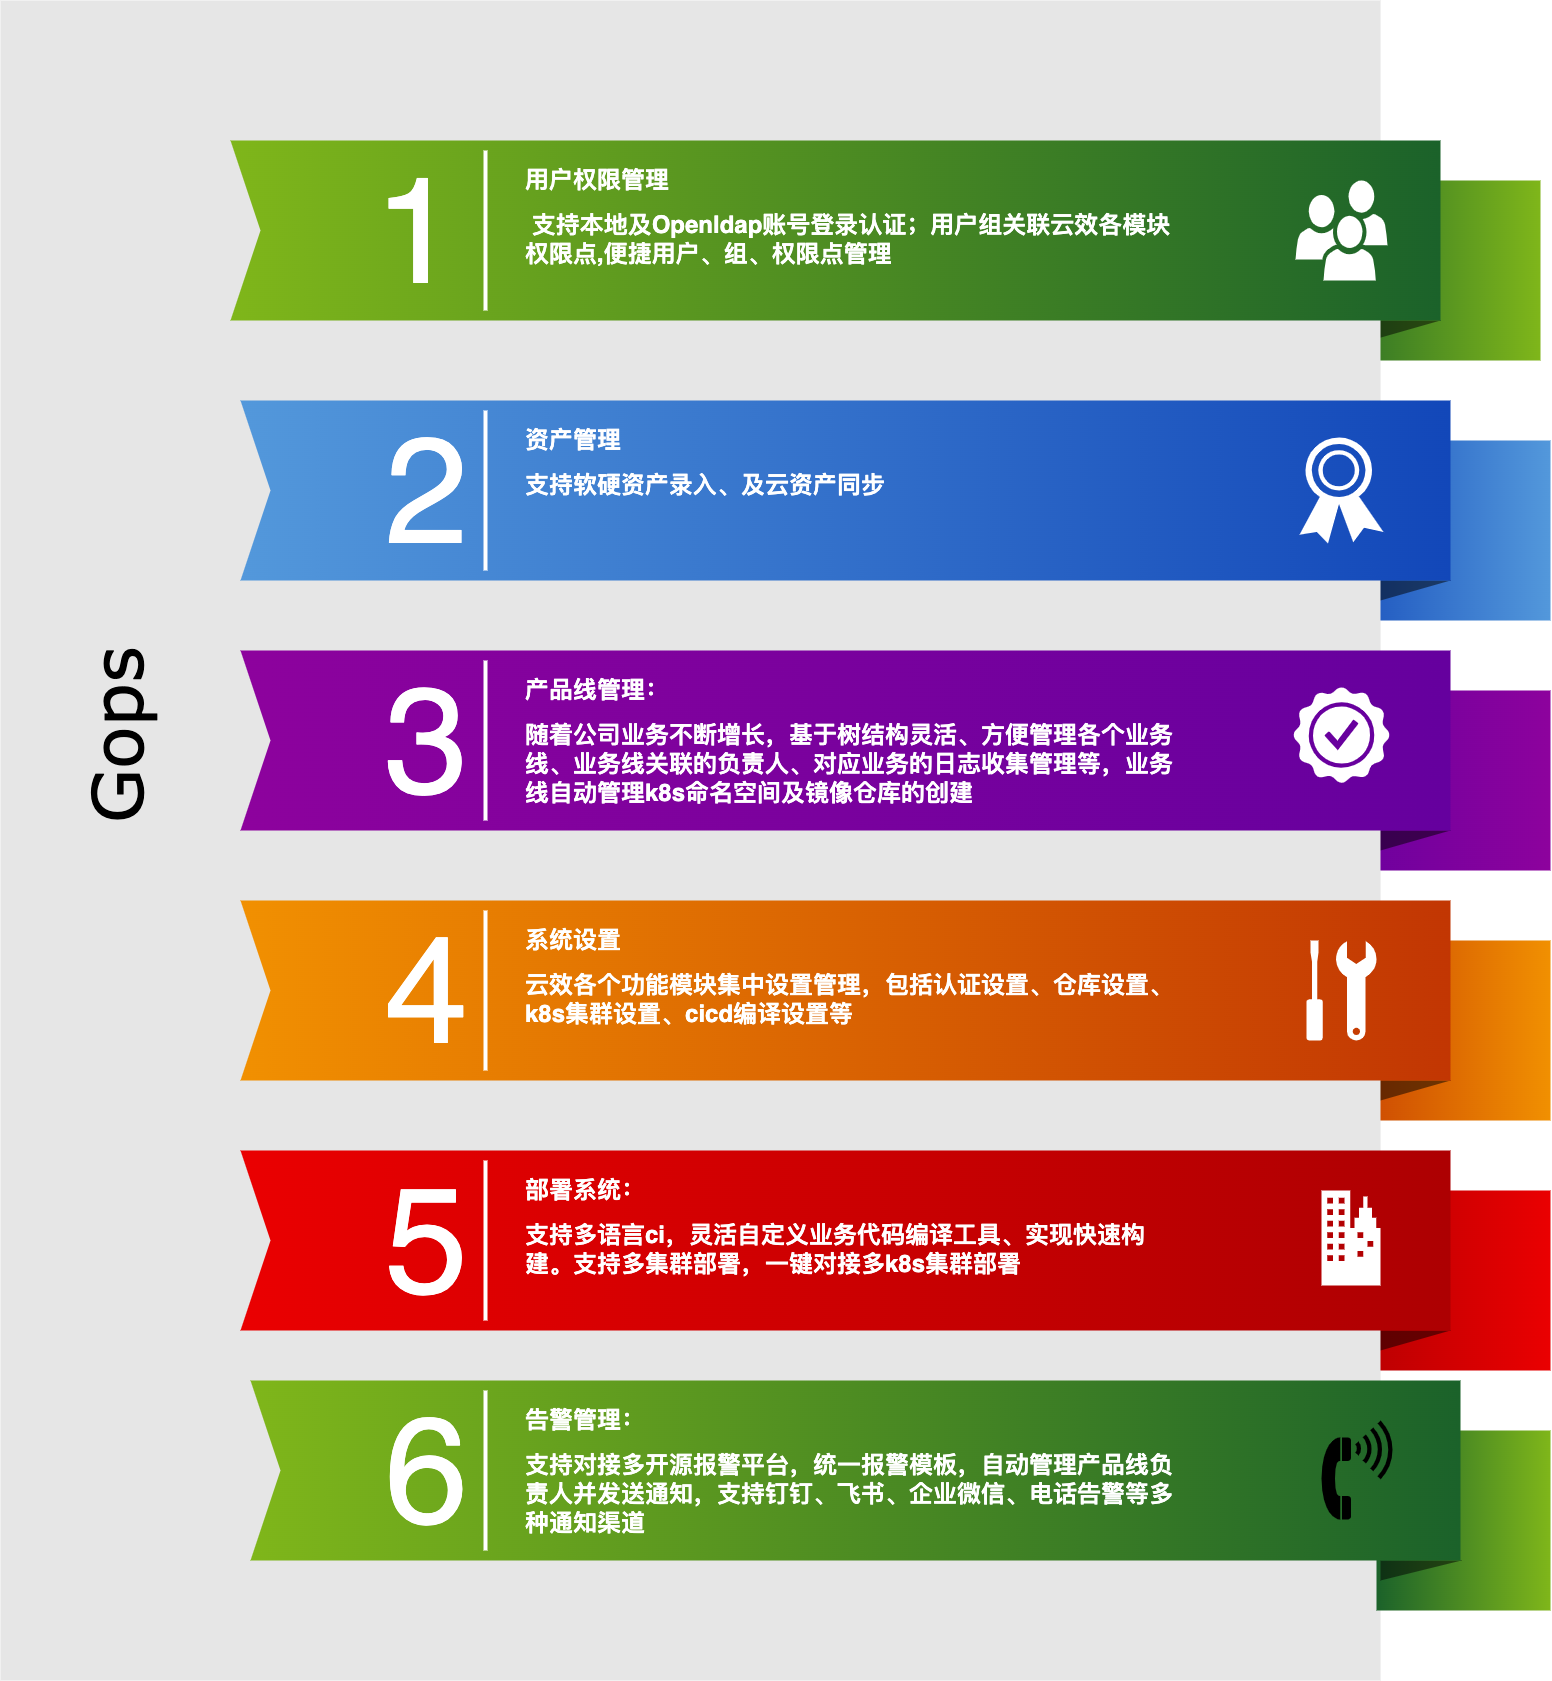 Gops
1
用户权限管理
支持本地及Openldap账号登录认证；用户组关联云效各模块
权限点,便捷用户、组、权限点管理
2
资产管理
支持软硬资产录入、及云资产同步
3
产品线管理：
随着公司业务不断增长，基于树结构灵活、方便管理各个业务
线、业务线关联的负责人、对应业务的日志收集管理等，业务
线自动管理k8s命名空间及镜像仓库的创建
4
系统设置
云效各个功能模块集中设置管理，包括认证设置、仓库设置、
k8s集群设置、cicd编译设置等
5
部署系统：
支持多语言ci，灵活自定义业务代码编译工具、实现快速构
建。支持多集群部署，一键对接多k8s集群部署
6
告警管理：
支持对接多开源报警平台，统一报警模板，自动管理产品线负
责人并发送通知，支持钉钉、飞书、企业微信、电话告警等多
种通知渠道